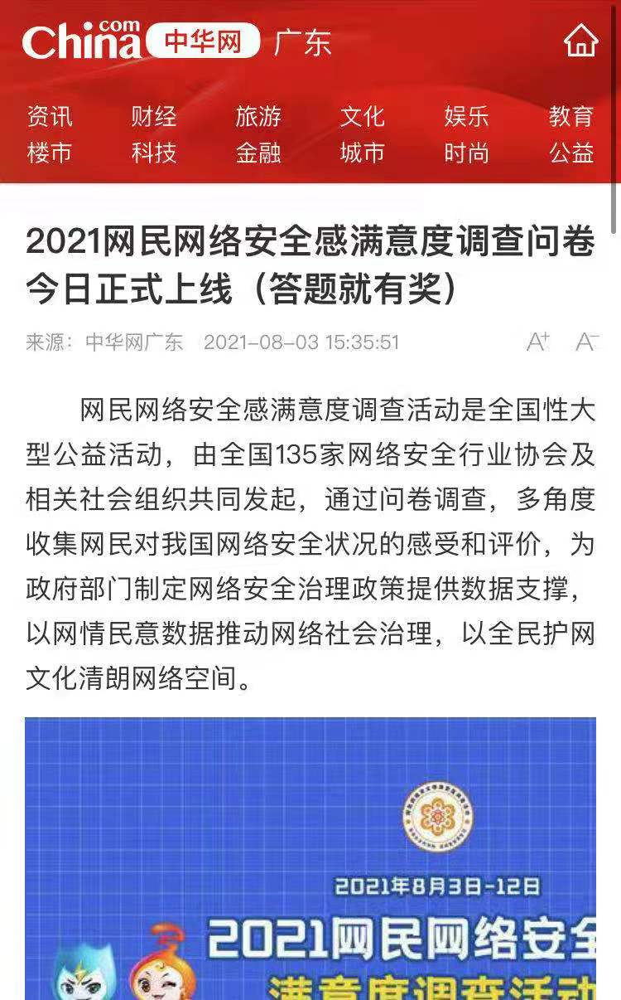 China.com 中华网 广东
资讯 财经 旅游 文化 娱乐 教育
楼市 科技 金融 城市 时尚 公益
2021网民网络安全感满意度调查问卷
今日正式上线（答题就有奖）
来源：中华网广东 2021-08-03 15:35:51 A+ A-
网民网络安全感满意度调查活动是全国性大
型公益活动，由全国135家网络安全行业协会及
相关社会组织共同发起，通过问卷调查，多角度
收集网民对我国网络安全状况的感受和评价，为
政府部门制定网络安全治理政策提供数据支撑，
以网情民意数据推动网络社会治理，以全民护网
文化清朗网络空间。
2021年8月3日-12日
2021网民网络安全
满意度调查活动